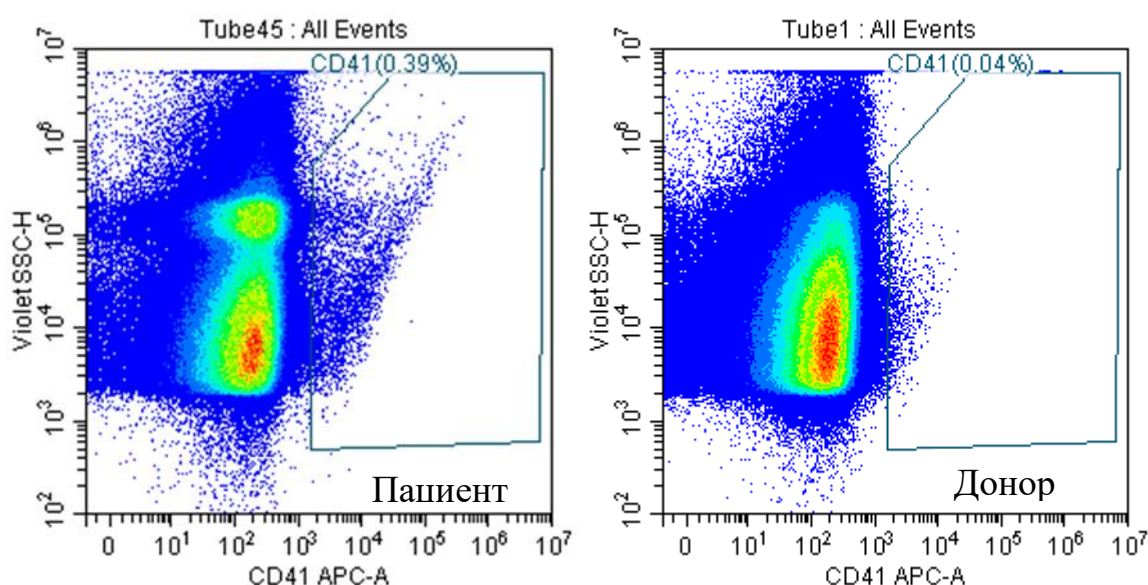 Tube45 : All Events
CD41(0.39%)
Violet SSC-H
10^7
10^6
10^5
10^4
10^3
10^2
0 10^1 10^2 10^3 10^4 10^5 10^6 10^7
CD41 APC-A
Пациент
Tube1 : All Events
CD41(0.04%)
Violet SSC-H
10^7
10^6
10^5
10^4
10^3
10^2
0 10^1 10^2 10^3 10^4 10^5 10^6 10^7
CD41 APC-A
Донор